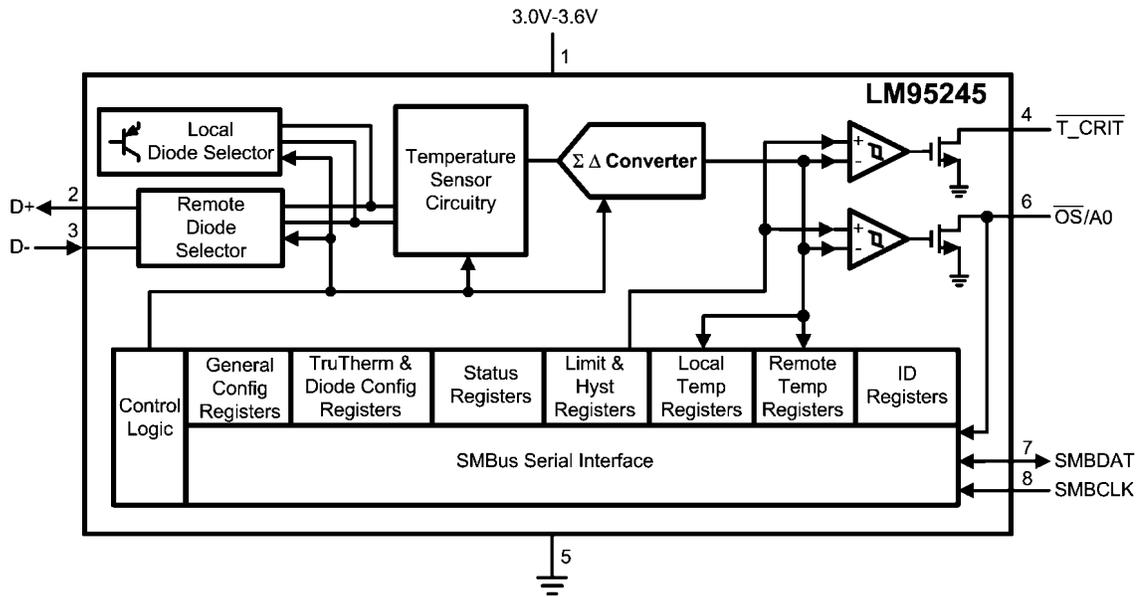 3.0V-3.6V
1
LM95245
Local
Diode Selector
Temperature
Sensor
Circuitry
Σ Δ Converter
+
-
4
T_CRIT
D+
2
D-
3
Remote
Diode
Selector
+
-
6
OS/A0
Control
Logic
General
Config
Registers
TruTherm &
Diode Config
Registers
Status
Registers
Limit &
Hyst
Registers
Local
Temp
Registers
Remote
Temp
Registers
ID
Registers
SMBus Serial Interface
7
SMBDAT
8
SMBCLK
5